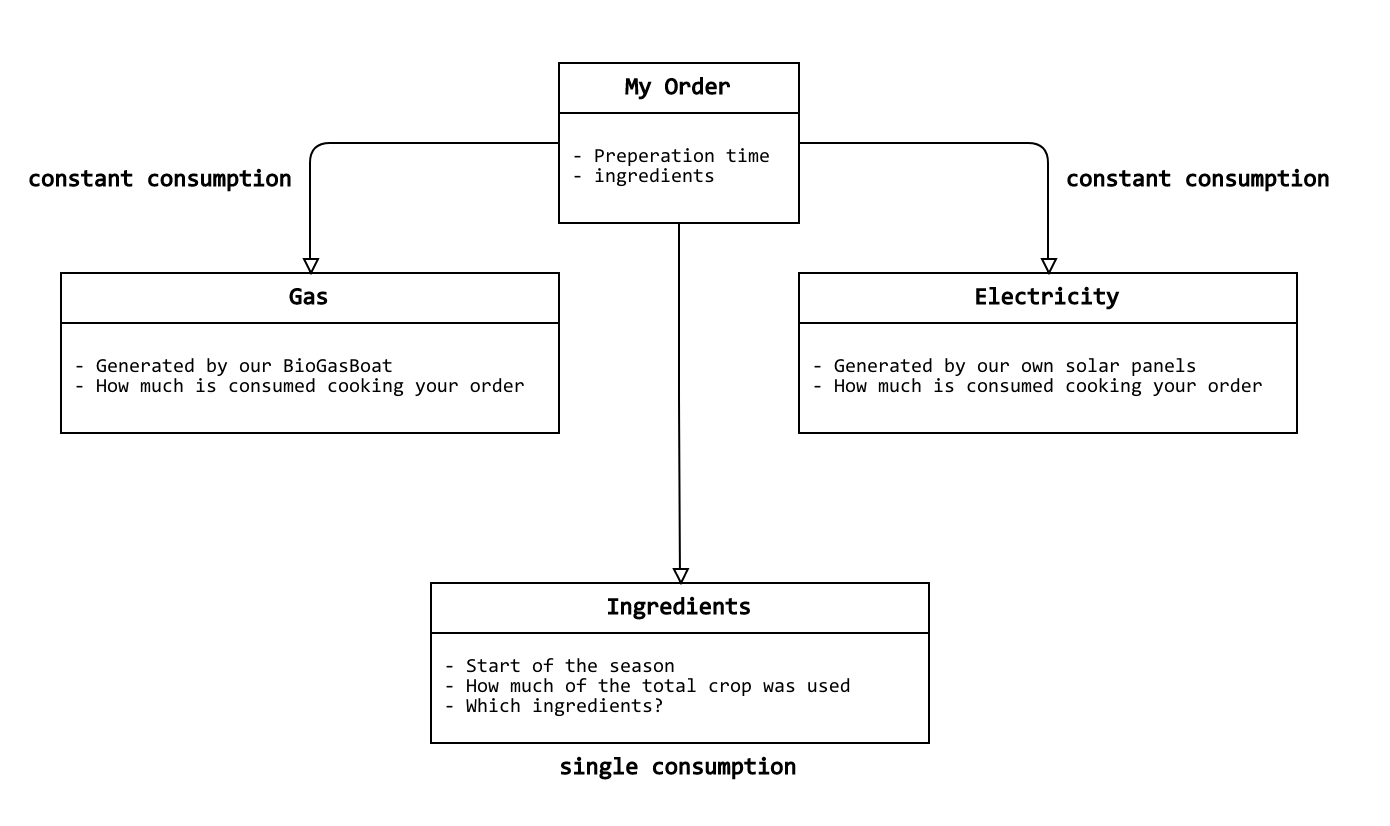 My Order
- Preperation time
- ingredients
constant consumption
constant consumption
Gas
- Generated by our BioGasBoat
- How much is consumed cooking your order
Electricity
- Generated by our own solar panels
- How much is consumed cooking your order
Ingredients
- Start of the season
- How much of the total crop was used
- Which ingredients?
single consumption